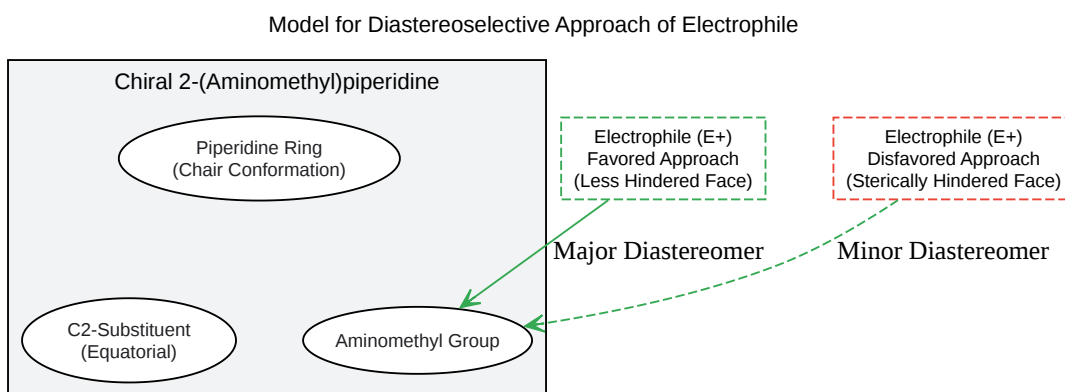 Model for Diastereoselective Approach of Electrophile
Chiral 2-(Aminomethyl)piperidine
Piperidine Ring
(Chair Conformation)
Electrophile (E+)
Favored Approach
(Less Hindered Face)
Electrophile (E+)
Disfavored Approach
(Sterically Hindered Face)
Major Diastereomer
Minor Diastereomer
C2-Substituent
(Equatorial)
Aminomethyl Group